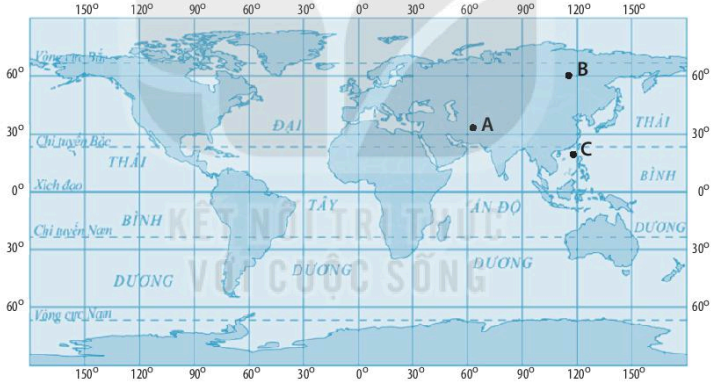 150° 120° 90° 60° 30° 0° 30° 60° 90° 120° 150°
Vòng cực Bắc
B
60° 60°
A
ĐẠI
THÁI
30° 30°
Chí tuyến Bắc
C
THÁI
BÌNH
Xích đạo
0° 0°
TÂY
ẤN ĐỘ
BÌNH
DƯƠNG
KẾT NỐI TRI THỨC
Chí tuyến Nam
30° 30°
DƯƠNG
DƯƠNG
DƯƠNG
VỚI CUỘC SỐNG
60° 60°
Vòng cực Nam
150° 120° 90° 60° 30° 0° 30° 60° 90° 120° 150°